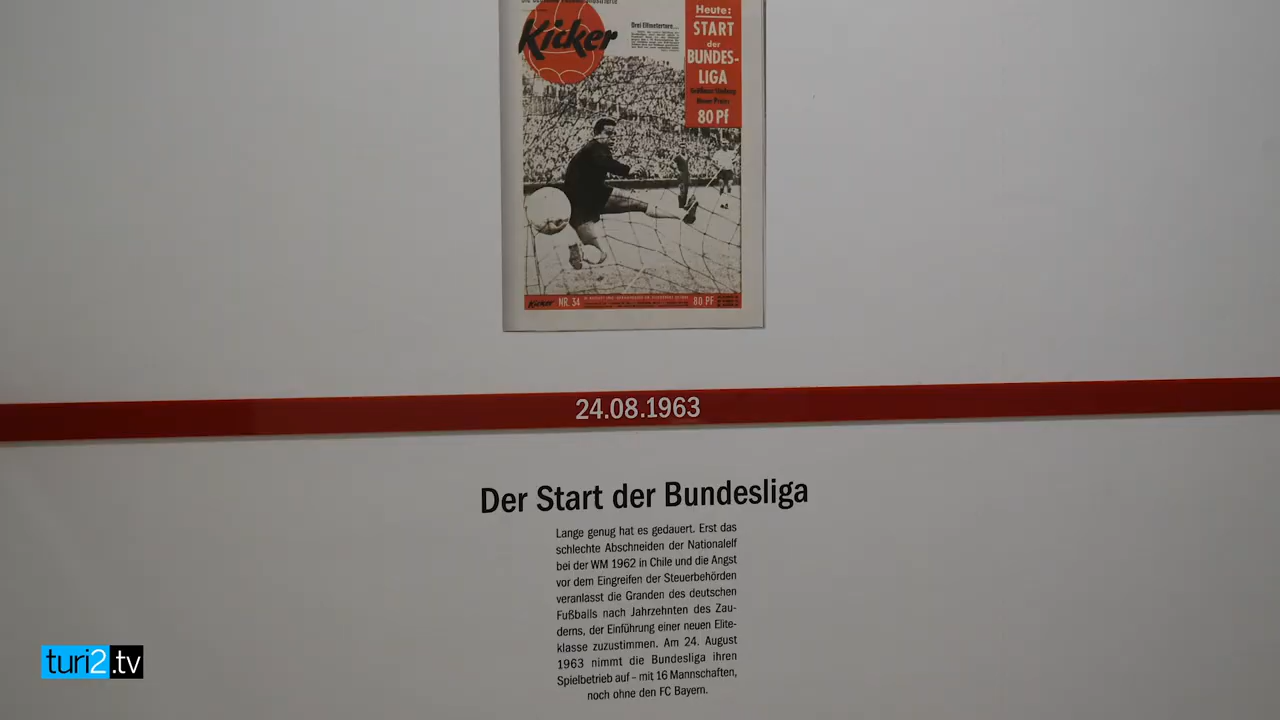 Kicker
Drei Elfmetertore...
Heute:
START
der
BUNDES-
LIGA
80 Pf
Kicker NR. 34
80 PF
24.08.1963
Der Start der Bundesliga
Lange genug hat es gedauert. Erst das
schlechte Abschneiden der Nationalelf
bei der WM 1962 in Chile und die Angst
vor dem Eingreifen der Steuerbehörden
veranlasst die Granden des deutschen
Fußballs nach Jahrzehnten des Zau-
derns, der Einführung einer neuen Elite-
klasse zuzustimmen. Am 24. August
1963 nimmt die Bundesliga ihren
Spielbetrieb auf – mit 16 Mannschaften,
noch ohne den FC Bayern.
turi2.tv